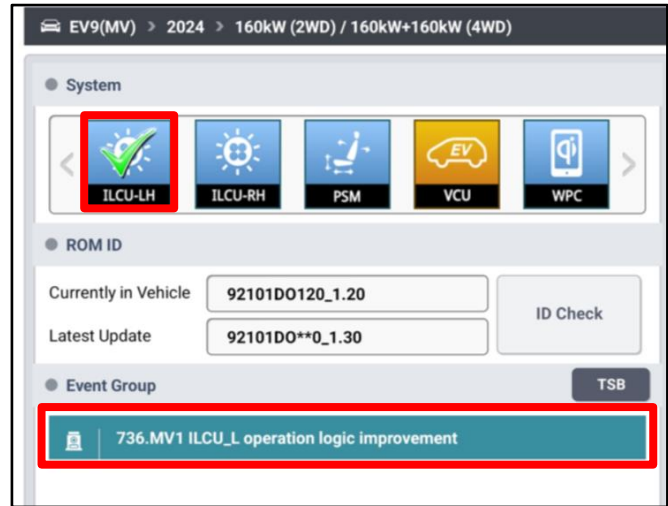 EV9(MV) > 2024 > 160kW (2WD) / 160kW+160kW (4WD)
System
ILCU-LH ILCU-RH PSM EV VCU WPC
ROM ID
Currently in Vehicle 92101DO120_1.20
ID Check
Latest Update 92101DO**0_1.30
Event Group TSB
736.MV1 ILCU_L operation logic improvement